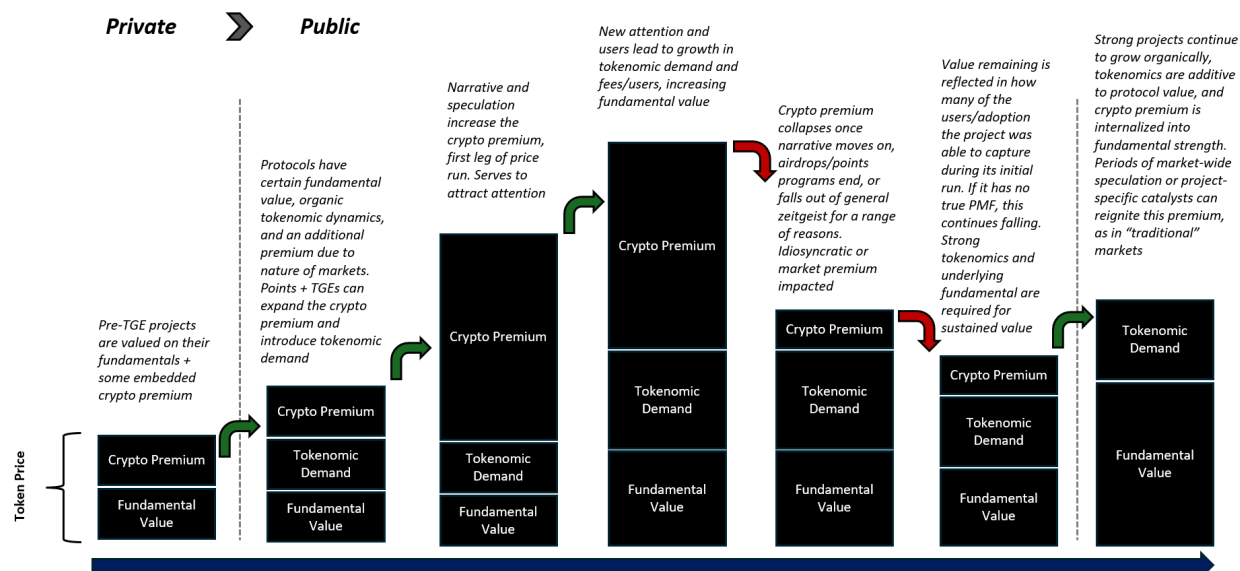 Private
Public
Pre-TGE projects
are valued on their
fundamentals +
some embedded
crypto premium
Protocols have
certain fundamental
value, organic
tokenomic dynamics,
and an additional
premium due to
nature of markets.
Points + TGEs can
expand the crypto
premium and
introduce tokenomic
demand
Narrative and
speculation
increase the
crypto premium,
first leg of price
run. Serves to
attract attention
New attention and
users lead to growth in
tokenomic demand and
fees/users, increasing
fundamental value
Crypto premium
collapses once
narrative moves on,
airdrops/points
programs end, or
falls out of general
zeitgeist for a range
of reasons.
Idiosyncratic or
market premium
impacted
Value remaining is
reflected in how
many of the
users/adoption
the project was
able to capture
during its initial
run. If it has no
true PMF, this
continues falling.
Strong
tokenomics and
underlying
fundamental are
required for
sustained value
Strong projects continue
to grow organically,
tokenomics are additive
to protocol value, and
crypto premium is
internalized into
fundamental strength.
Periods of market-wide
speculation or project-
specific catalysts can
reignite this premium,
as in “traditional”
markets
Token Price
Crypto Premium
Fundamental
Value
Crypto Premium
Tokenomic
Demand
Fundamental
Value
Crypto Premium
Tokenomic
Demand
Fundamental
Value
Crypto Premium
Tokenomic
Demand
Fundamental
Value
Crypto Premium
Tokenomic
Demand
Fundamental
Value
Crypto Premium
Tokenomic
Demand
Fundamental
Value
Tokenomic
Demand
Fundamental
Value